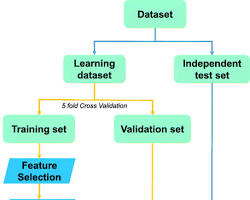 Dataset
Learning
dataset
Independent
test set
5 fold Cross Validation
Training set
Validation set
Feature
Selection